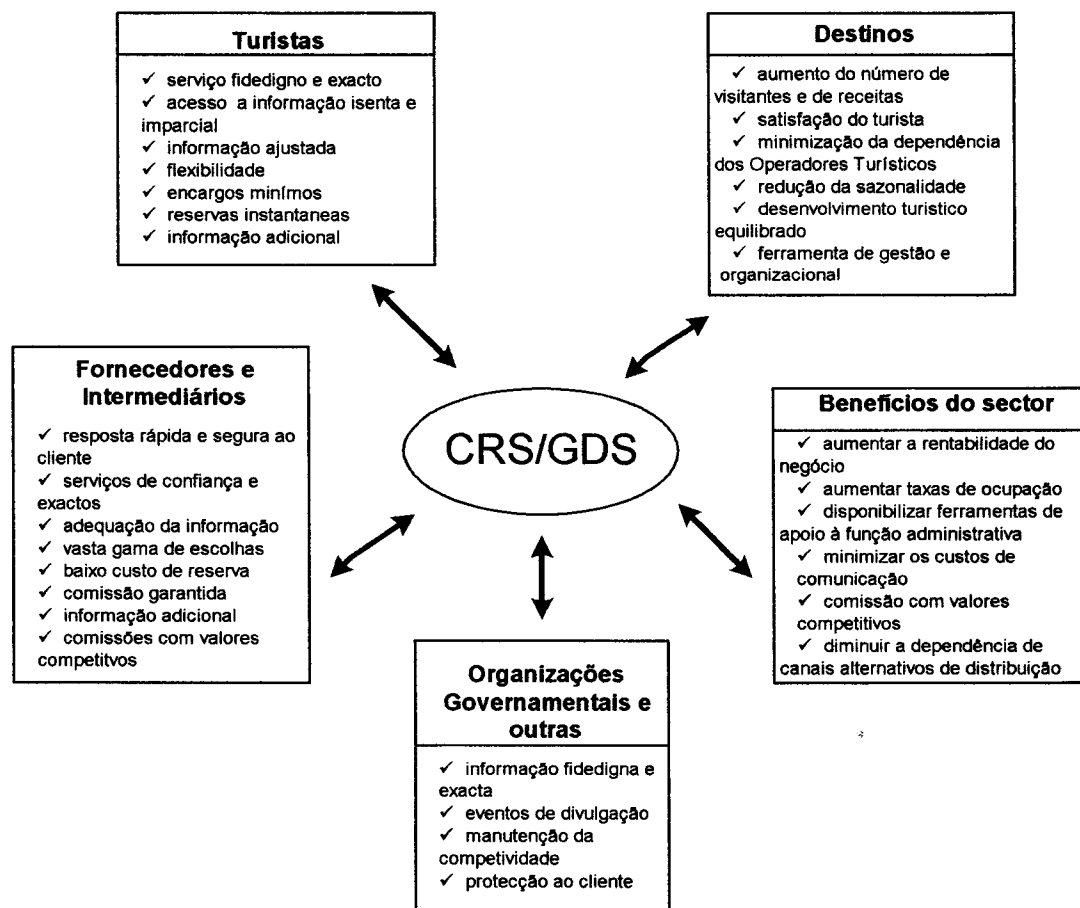 Turistas
✓ serviço fidedigno e exacto
✓ acesso a informação isenta e
imparcial
✓ informação ajustada
✓ flexibilidade
✓ encargos minímos
✓ reservas instantaneas
✓ informação adicional
Destinos
✓ aumento do número de
visitantes e de receitas
✓ satisfação do turista
✓ minimização da dependência
dos Operadores Turísticos
✓ redução da sazonalidade
✓ desenvolvimento turistico
equilibrado
✓ ferramenta de gestão e
organizacional
Fornecedores e
Intermediários
✓ resposta rápida e segura ao
cliente
✓ serviços de confiança e
exactos
✓ adequação da informação
✓ vasta gama de escolhas
✓ baixo custo de reserva
✓ comissão garantida
✓ informação adicional
✓ comissões com valores
competitvos
CRS/GDS
Benefícios do sector
✓ aumentar a rentabilidade do
negócio
✓ aumentar taxas de ocupação
✓ disponibilizar ferramentas de
apoio à função administrativa
✓ minimizar os custos de
comunicação
✓ comissão com valores
competitivos
✓ diminuir a dependência de
canais alternativos de distribuição
Organizações
Governamentais e
outras
✓ informação fidedigna e
exacta
✓ eventos de divulgação
✓ manutenção da
competividade
✓ protecção ao cliente